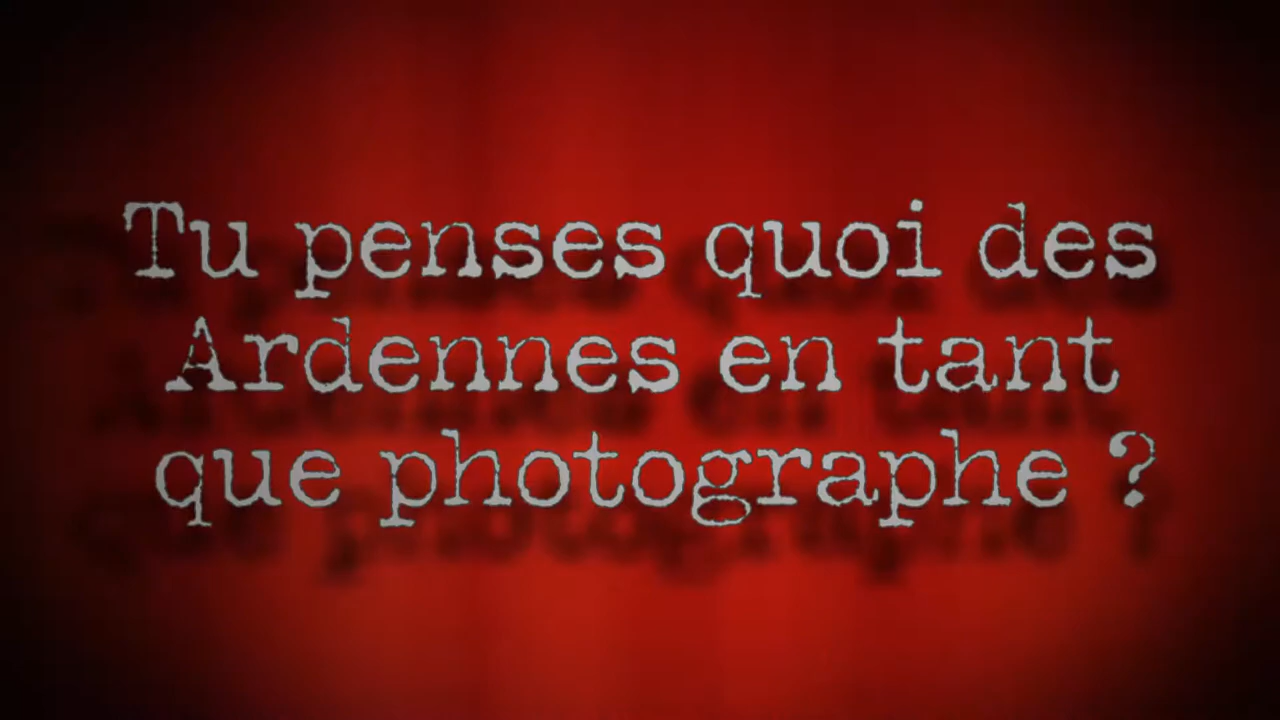 Tu penses quoi des
Ardennes en tant
que photographe ?